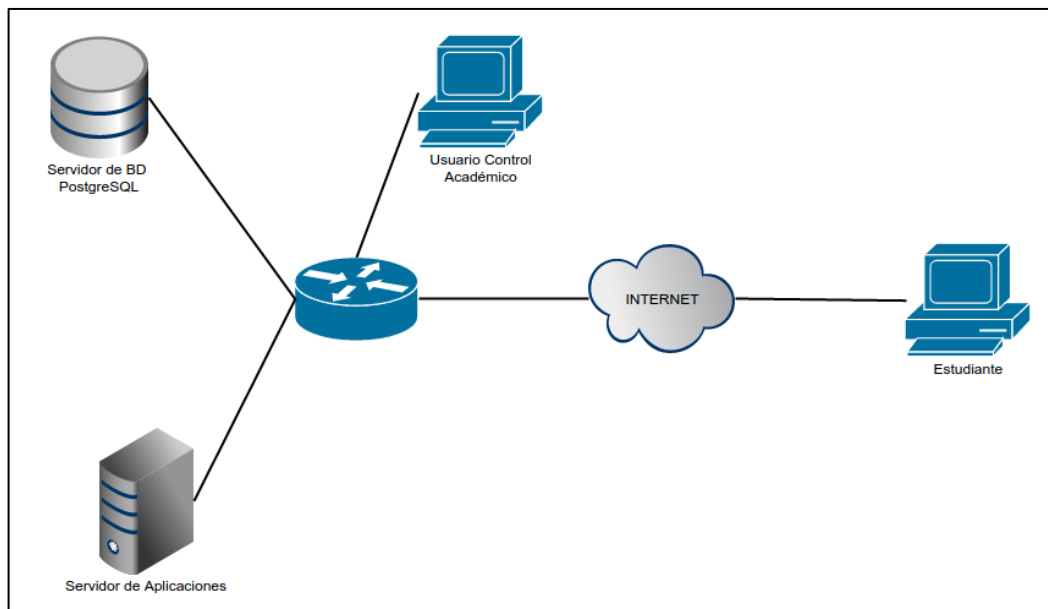 Servidor de BD
PostgreSQL
Usuario Control
Académico
INTERNET
Estudiante
Servidor de Aplicaciones